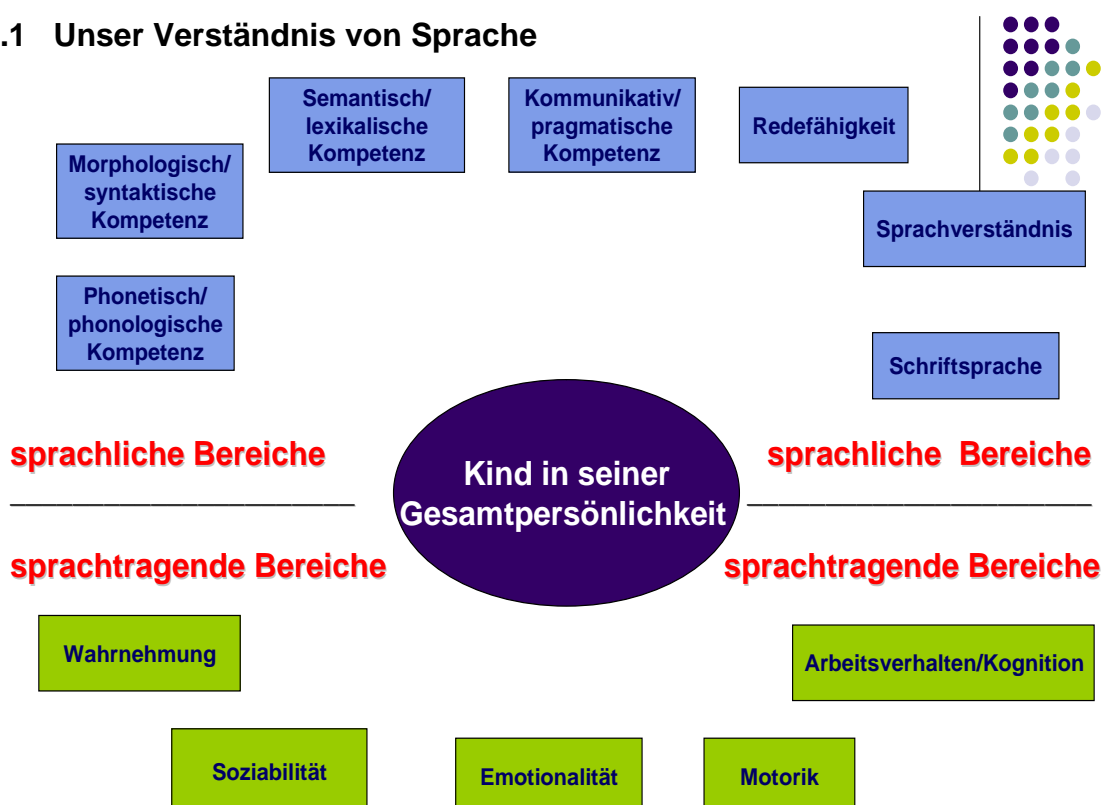 .1 Unser Verständnis von Sprache
Semantisch/
lexikalische
Kompetenz
Kommunikativ/
pragmatische
Kompetenz
Redefähigkeit
Morphologisch/
syntaktische
Kompetenz
Sprachverständnis
Phonetisch/
phonologische
Kompetenz
Schriftsprache
sprachliche Bereiche
sprachliche Bereiche
Kind in seiner
Gesamtpersönlichkeit
sprachtragende Bereiche
sprachtragende Bereiche
Wahrnehmung
Arbeitsverhalten/Kognition
Soziabilität
Emotionalität
Motorik